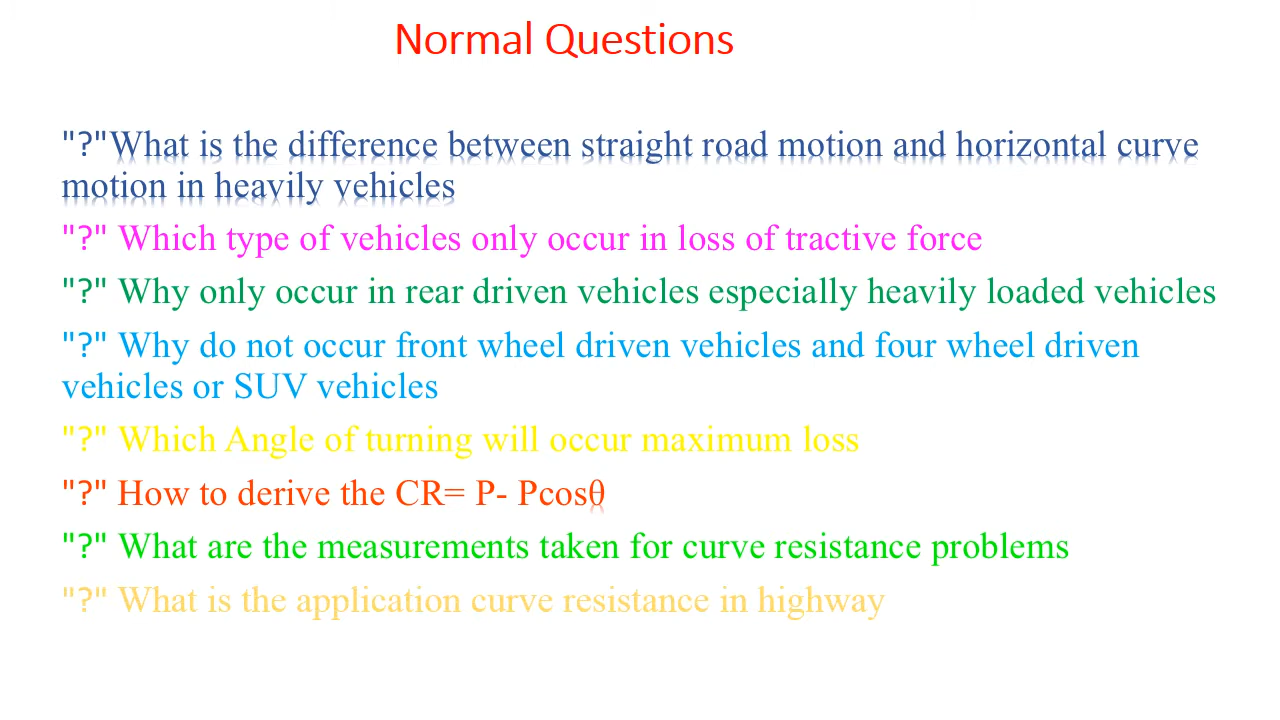 Normal Questions
"?"What is the difference between straight road motion and horizontal curve
motion in heavily vehicles
"?" Which type of vehicles only occur in loss of tractive force
"?" Why only occur in rear driven vehicles especially heavily loaded vehicles
"?" Why do not occur front wheel driven vehicles and four wheel driven
vehicles or SUV vehicles
"?" Which Angle of turning will occur maximum loss
"?" How to derive the CR= P- Pcosθ
"?" What are the measurements taken for curve resistance problems
"?" What is the application curve resistance in highway